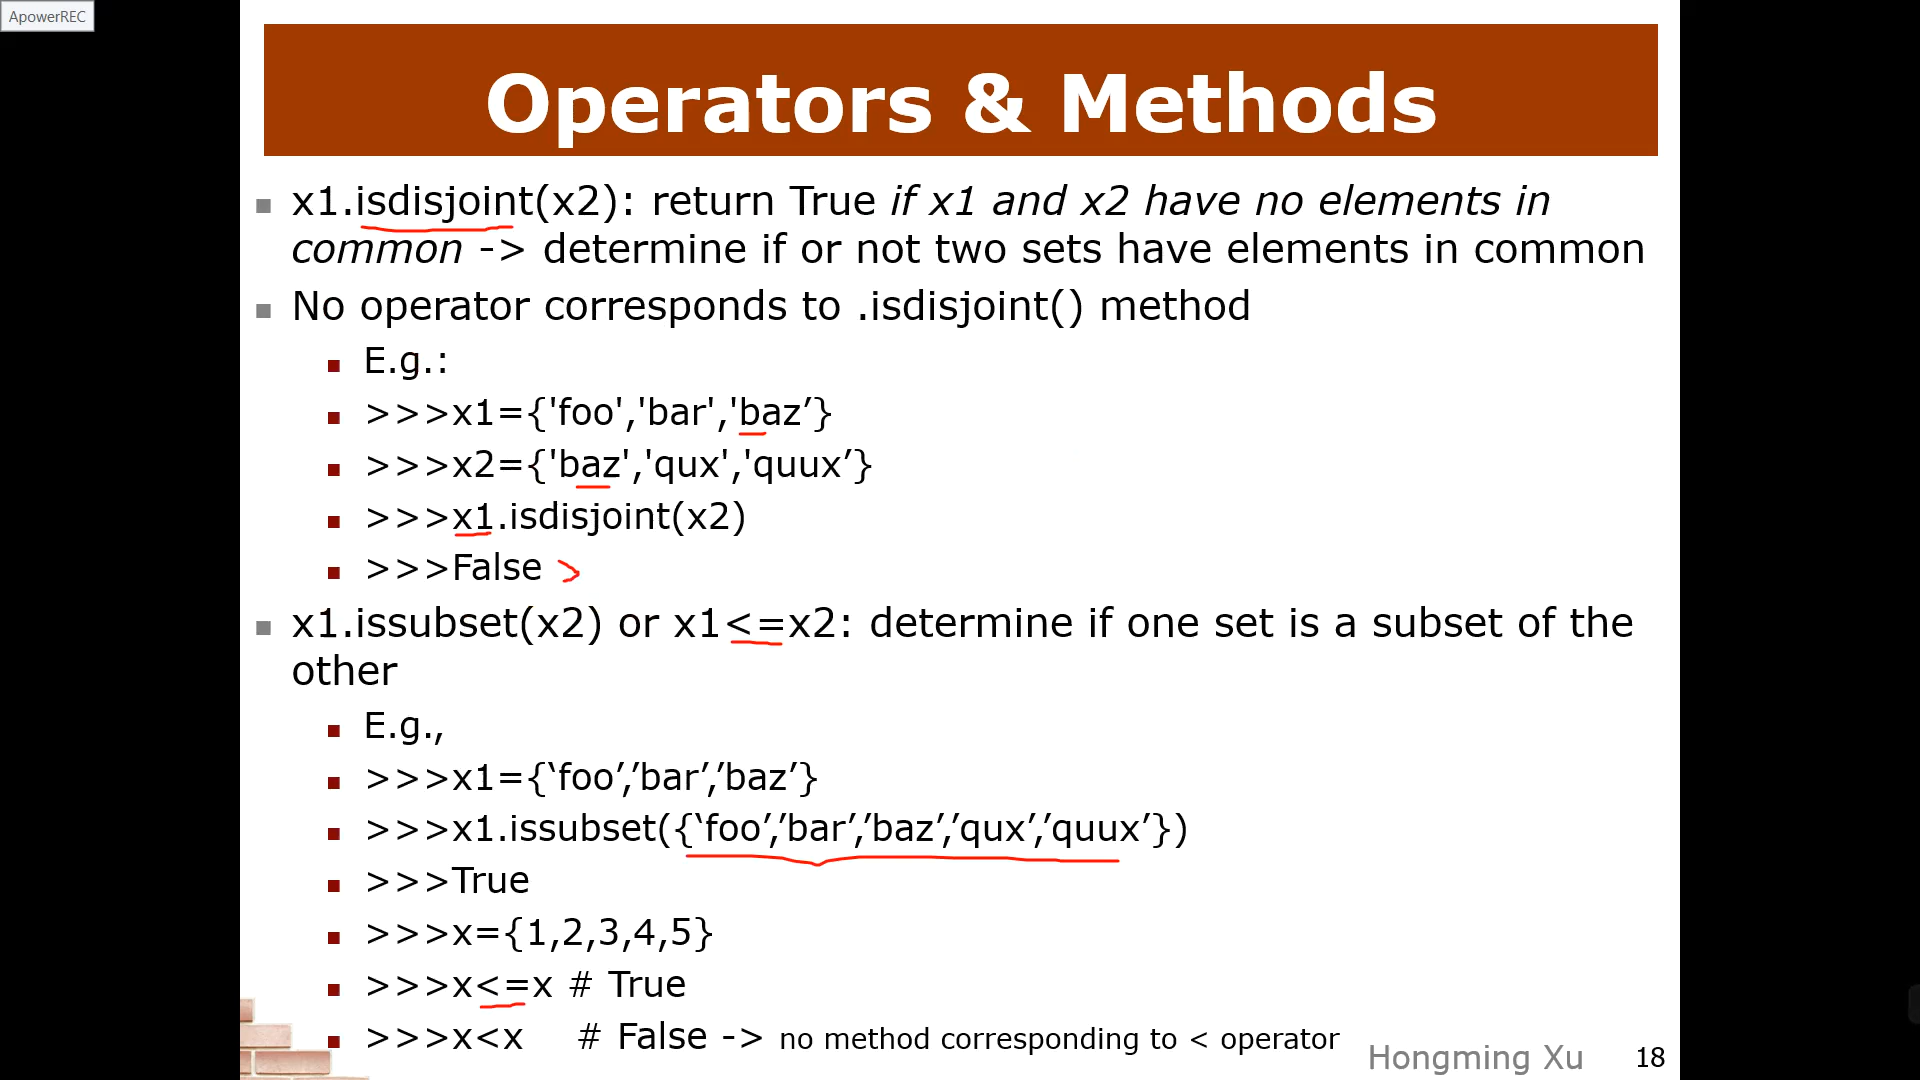 ApowerREC
Operators & Methods
x1.isdisjoint(x2): return True if x1 and x2 have no elements in
common -> determine if or not two sets have elements in common
No operator corresponds to .isdisjoint() method
E.g.:
>>>x1={'foo','bar','baz’}
>>>x2={'baz','qux','quux’}
>>>x1.isdisjoint(x2)
>>>False
x1.issubset(x2) or x1<=x2: determine if one set is a subset of the
other
E.g.,
>>>x1={‘foo’,’bar’,’baz’}
>>>x1.issubset({‘foo’,’bar’,’baz’,’qux’,’quux’})
>>>True
>>>x={1,2,3,4,5}
>>>x<=x # True
>>>x<x # False -> no method corresponding to < operator
Hongming Xu 18